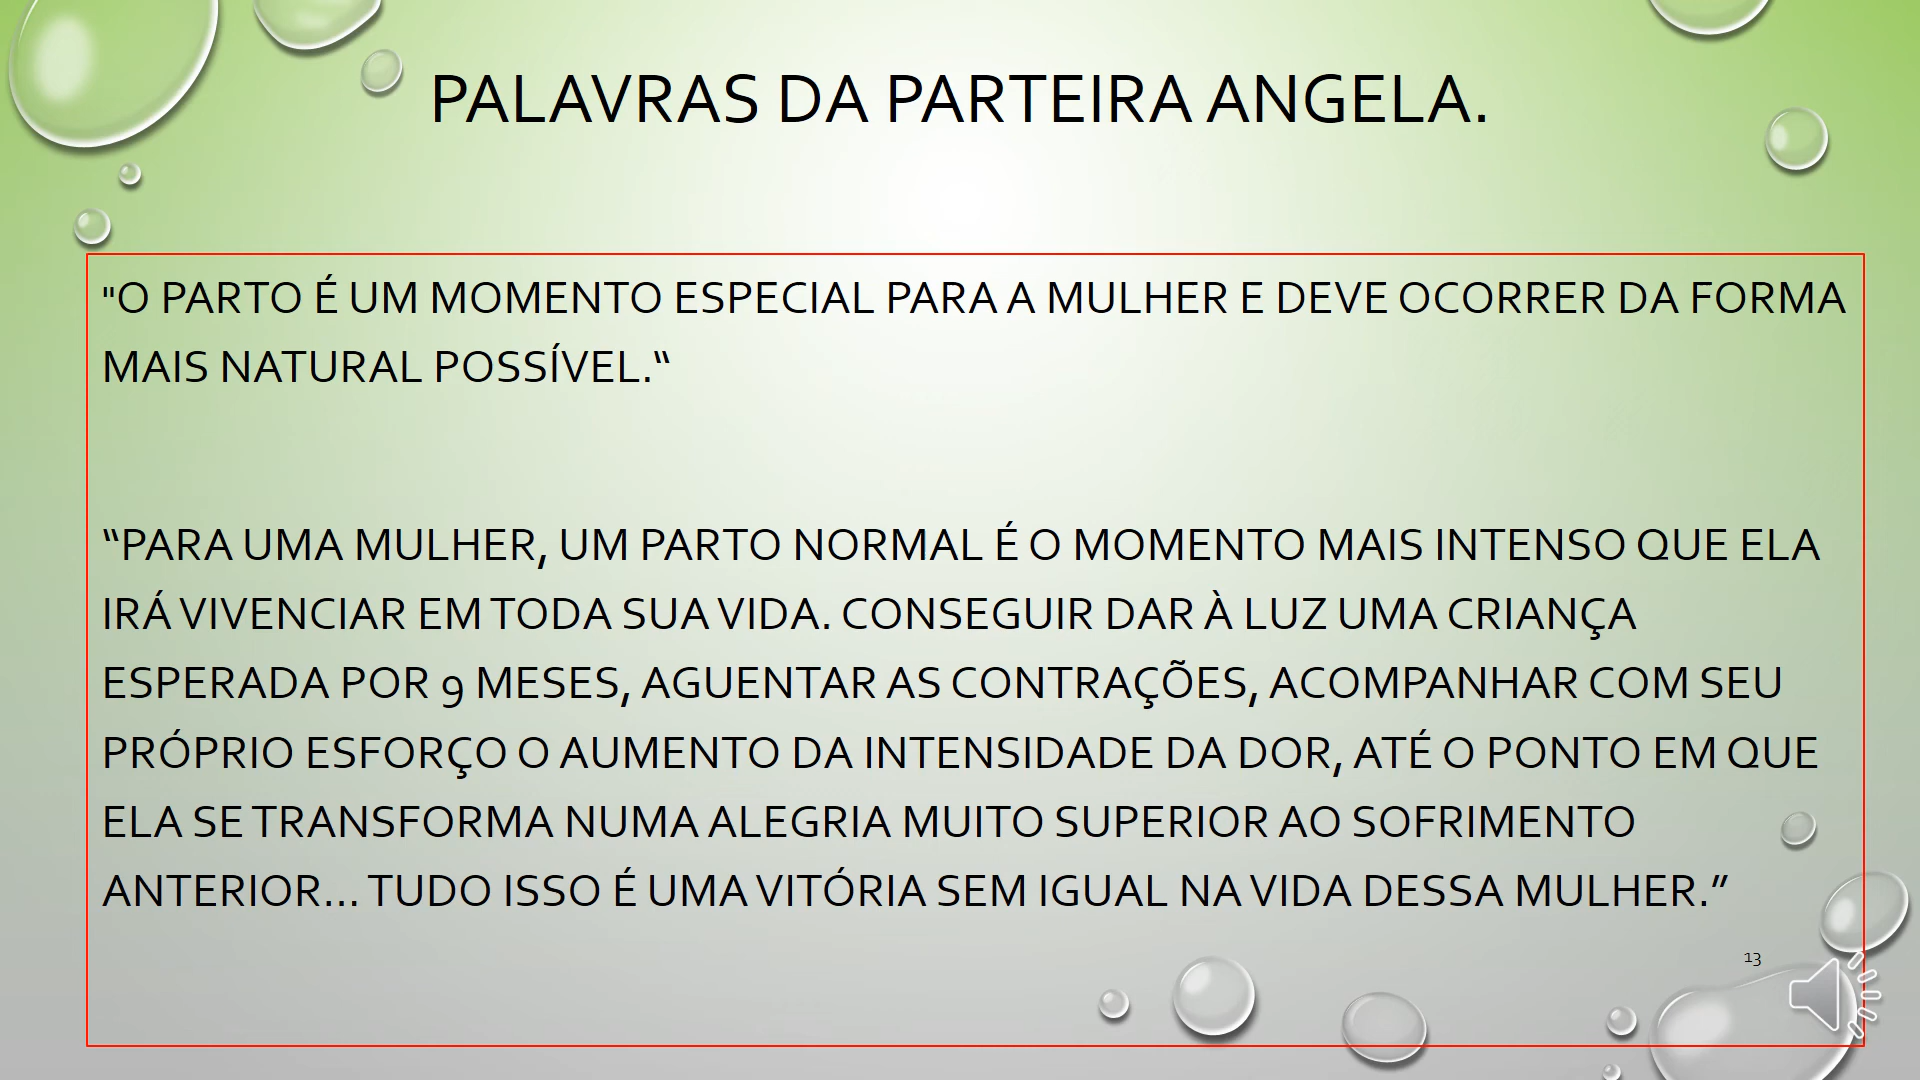 PALAVRAS DA PARTEIRA ANGELA.
"O PARTO É UM MOMENTO ESPECIAL PARA A MULHER E DEVE OCORRER DA FORMA
MAIS NATURAL POSSÍVEL.“
“PARA UMA MULHER, UM PARTO NORMAL É O MOMENTO MAIS INTENSO QUE ELA
IRÁ VIVENCIAR EM TODA SUA VIDA. CONSEGUIR DAR À LUZ UMA CRIANÇA
ESPERADA POR 9 MESES, AGUENTAR AS CONTRAÇÕES, ACOMPANHAR COM SEU
PRÓPRIO ESFORÇO O AUMENTO DA INTENSIDADE DA DOR, ATÉ O PONTO EM QUE
ELA SE TRANSFORMA NUMA ALEGRIA MUITO SUPERIOR AO SOFRIMENTO
ANTERIOR... TUDO ISSO É UMA VITÓRIA SEM IGUAL NA VIDA DESSA MULHER.”
13